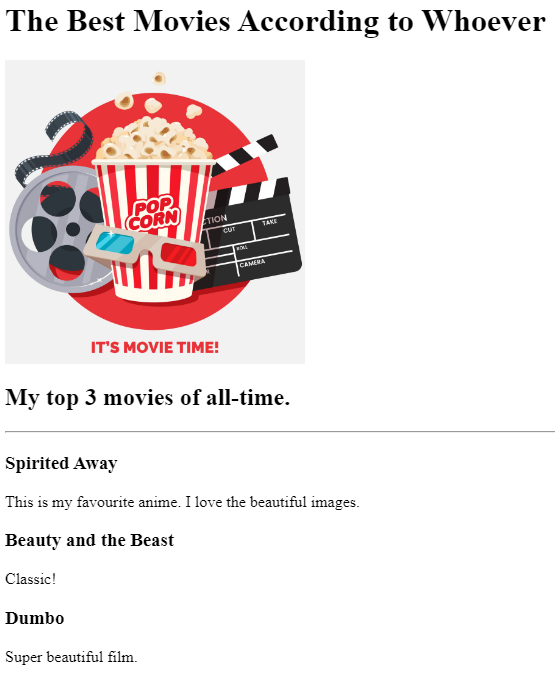 The Best Movies According to Whoever
POP
CORN
CTION
CUT
TAKE
ROLL
CAMERA
IT'S MOVIE TIME!
My top 3 movies of all-time.
Spirited Away
This is my favourite anime. I love the beautiful images.
Beauty and the Beast
Classic!
Dumbo
Super beautiful film.